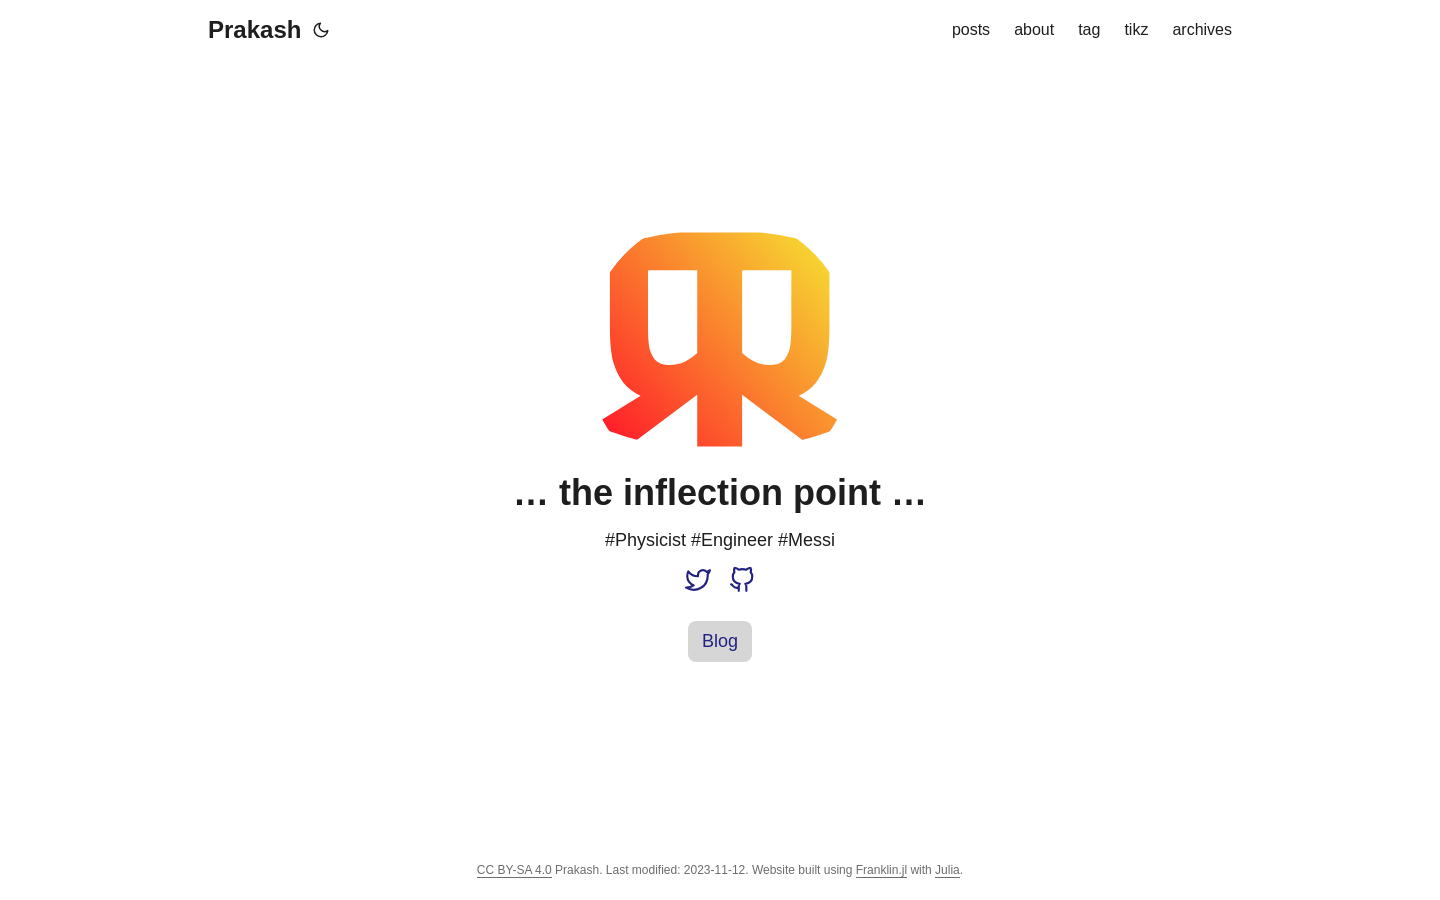 Prakash
posts about tag tikz archives
... the inflection point ...
#Physicist #Engineer #Messi
Blog
CC BY-SA 4.0 Prakash. Last modified: 2023-11-12. Website built using Franklin.jl with Julia.